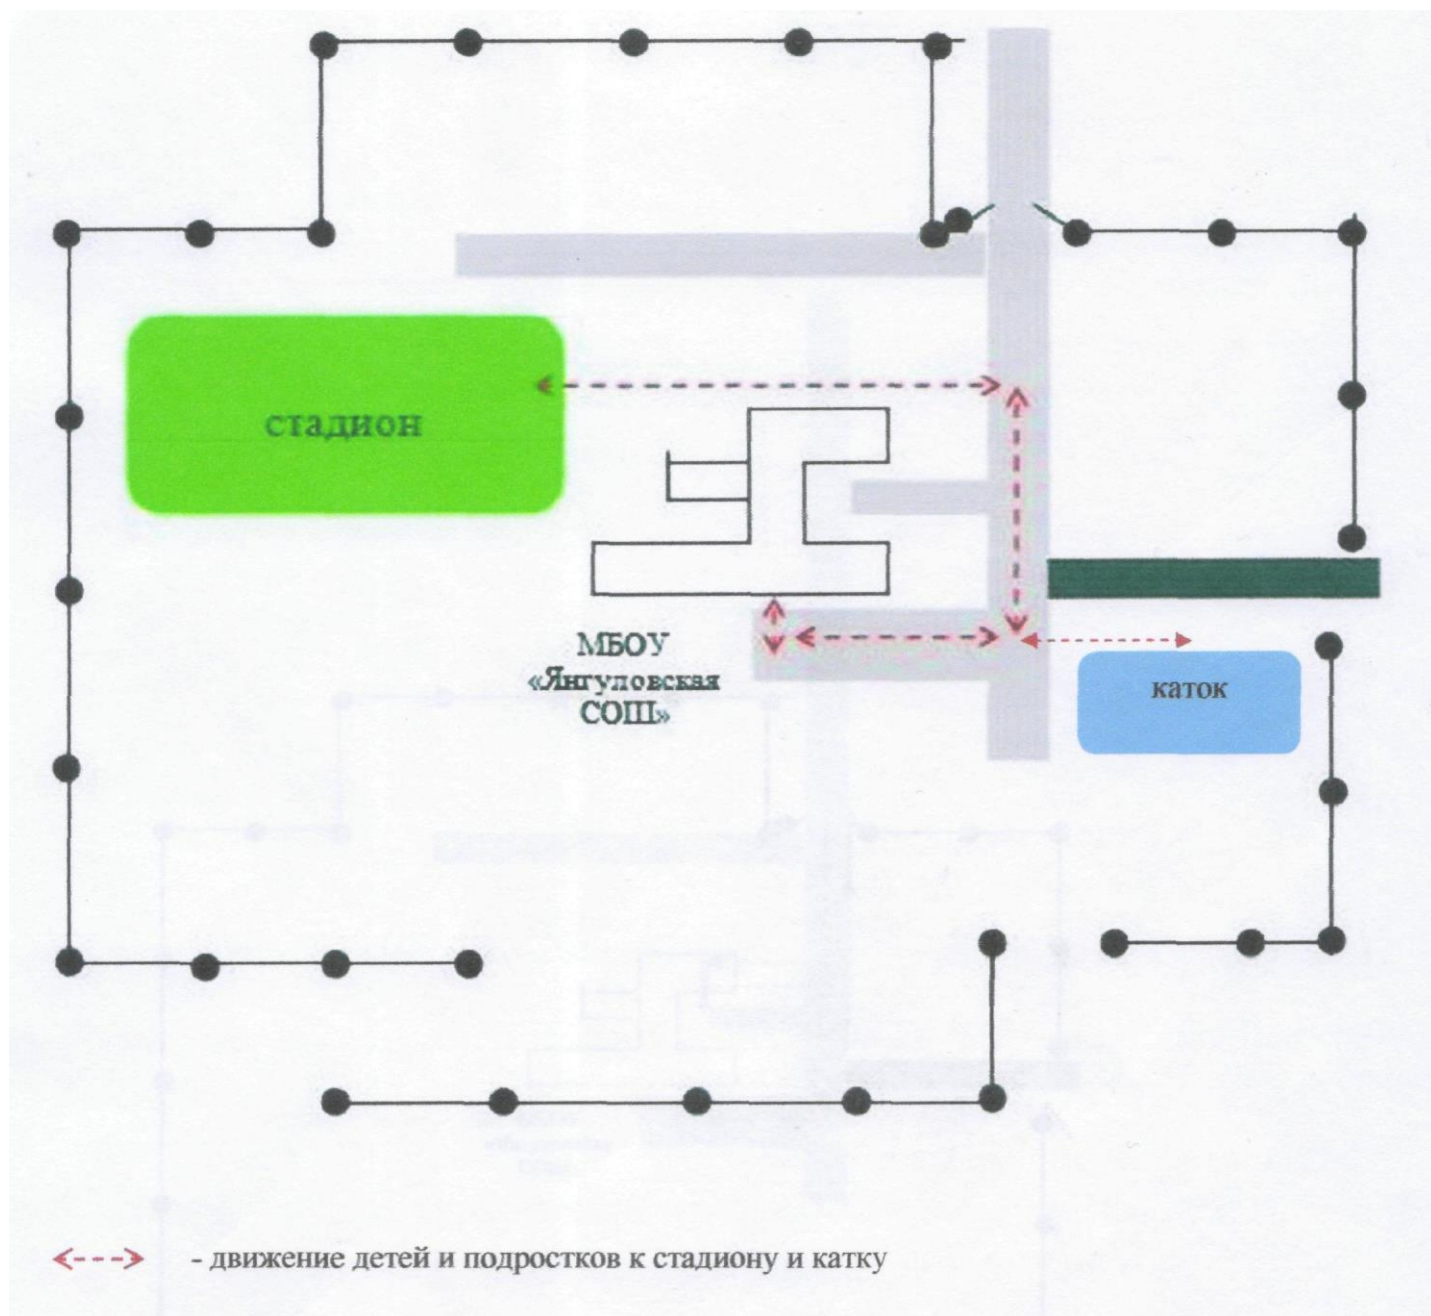 стадион
МБОУ
«Янгуловская
СОШ»
каток
- движение детей и подростков к стадиону и катку